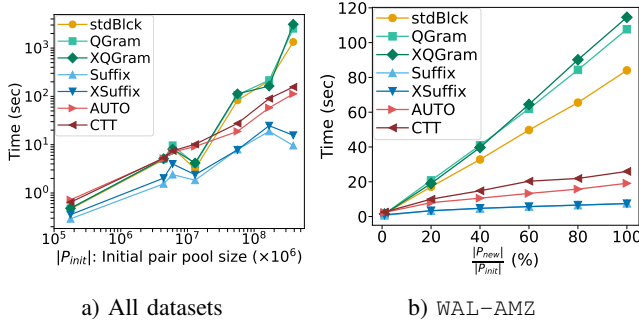 stdBlck
QGram
XQGram
Suffix
XSuffix
AUTO
CTT
Time (sec)
10³
10²
10¹
10⁰
10⁵ 10⁶ 10⁷ 10⁸
|P_init|: Initial pair pool size (×10⁶)
a) All datasets
stdBlck
QGram
XQGram
Suffix
XSuffix
AUTO
CTT
Time (sec)
120
100
80
60
40
20
0
0 20 40 60 80 100
|P_new|
|P_init| (%)
b) WAL-AMZ